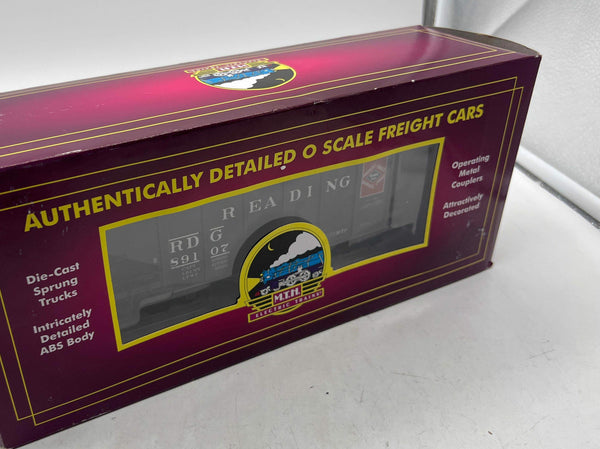 AUTHENTICALLY DETAILED O SCALE FREIGHT CARS
Operating
Metal
Couplers
Attractively
Decorated
Die-Cast
Sprung
Trucks
Intricately
Detailed
ABS Body
READING
RDG
89107
M.T.H.
ELECTRIC TRAINS